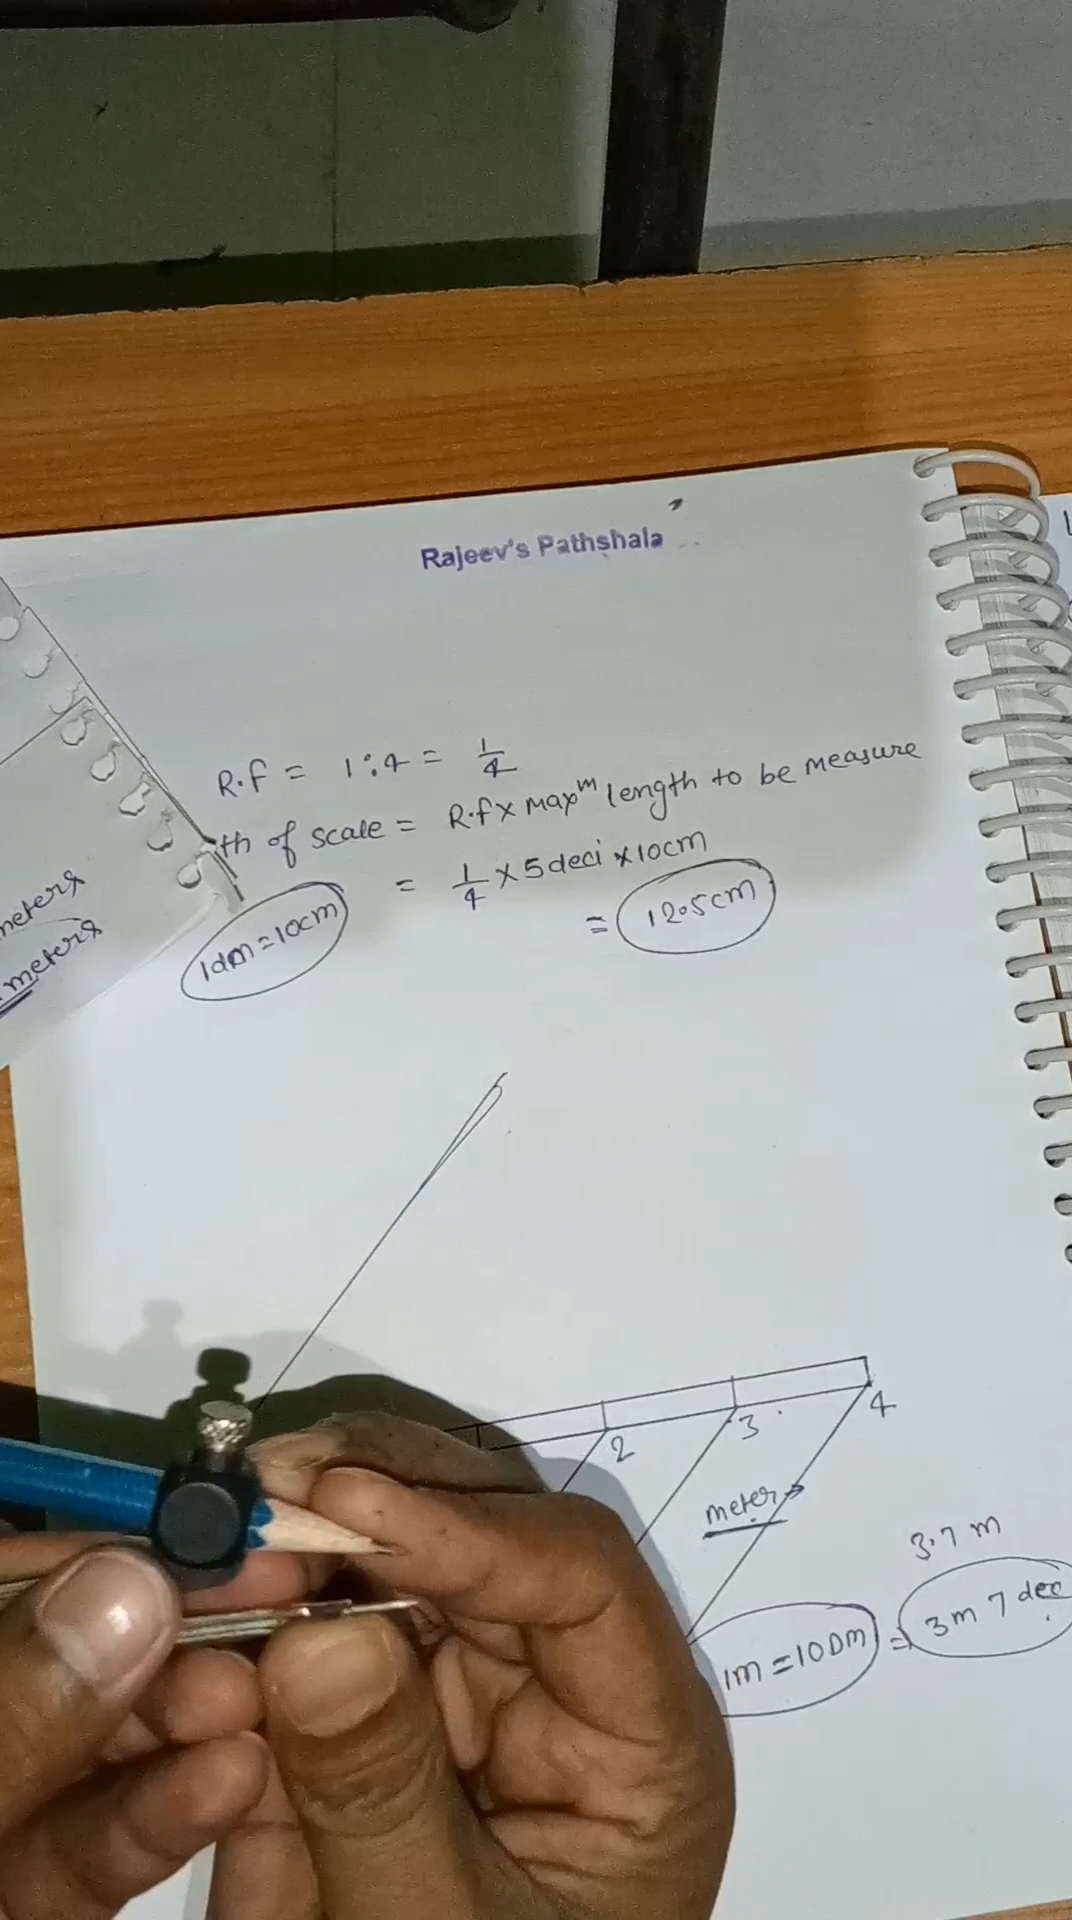 Rajeev's Pathshala
R.f = 1:4 = 1/4
th of scale = R.f x maxᵐ length to be measure
= 1/4 x 5 deci x 10cm
1dm = 10cm
= 12.5cm
meters
meters
2
3
4
meter
3.7 m
1m = 10Dm = 3m 7 dec